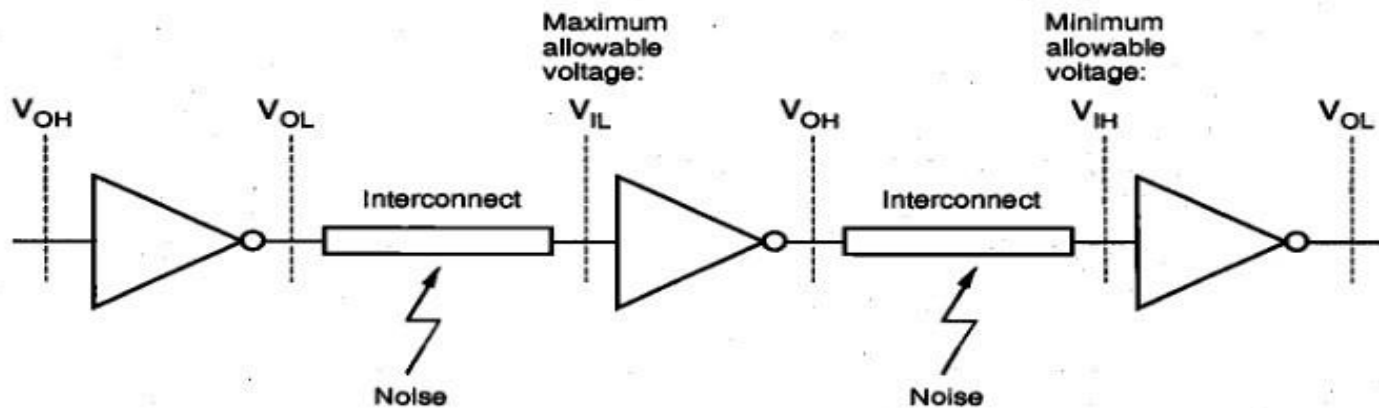 Maximum
allowable
voltage:
Minimum
allowable
voltage:
VOH
VOL
VIL
VOH
VIH
VOL
Interconnect
Interconnect
Noise
Noise